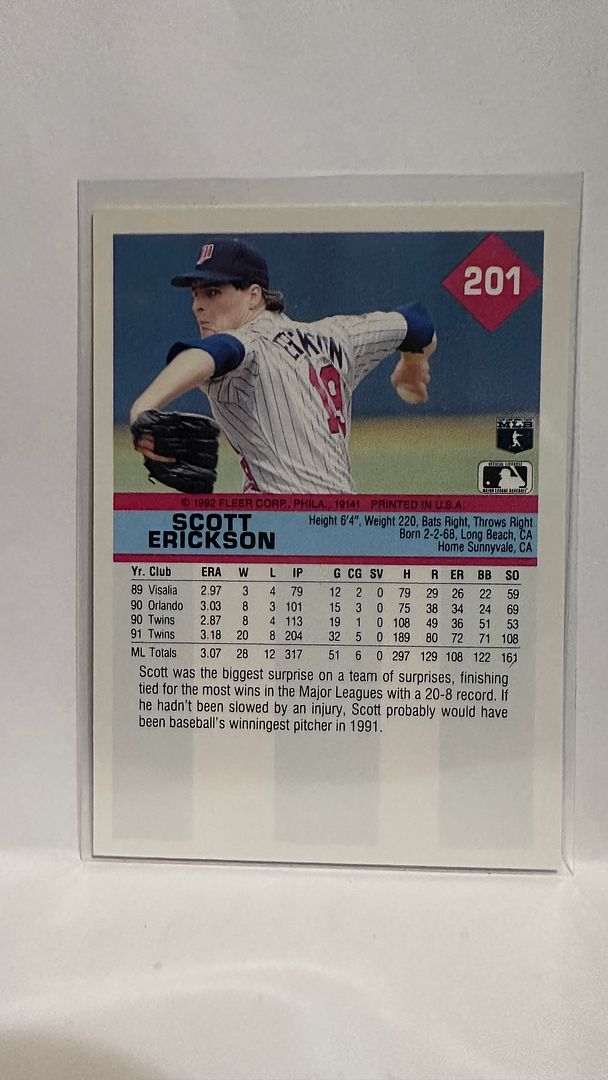 201
ERICKSON
19
MLB
MAJOR LEAGUE BASEBALL
© 1992 FLEER CORP., PHILA., 19141 PRINTED IN U.S.A.
SCOTT
ERICKSON
Height 6'4", Weight 220, Bats Right, Throws Right
Born 2-2-68, Long Beach, CA
Home Sunnyvale, CA
Yr. Club ERA W L IP G CG SV H R ER BB SO
89 Visalia 2.97 3 4 79 12 2 0 79 29 26 22 59
90 Orlando 3.03 8 3 101 15 3 0 75 38 34 24 69
90 Twins 2.87 8 4 113 19 1 0 108 49 36 51 53
91 Twins 3.18 20 8 204 32 5 0 189 80 72 71 108
ML Totals 3.07 28 12 317 51 6 0 297 129 108 122 161
Scott was the biggest surprise on a team of surprises, finishing
tied for the most wins in the Major Leagues with a 20-8 record. If
he hadn't been slowed by an injury, Scott probably would have
been baseball's winningest pitcher in 1991.